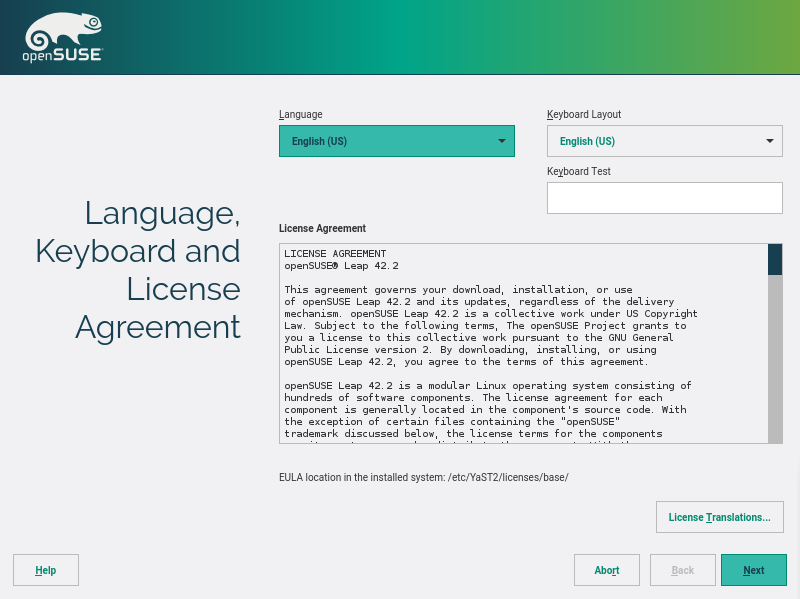 openSUSE
Language
Keyboard Layout
English (US)
English (US)
Keyboard Test
Language,
Keyboard and
License
Agreement
License Agreement
LICENSE AGREEMENT
openSUSE® Leap 42.2
This agreement governs your download, installation, or use
of openSUSE Leap 42.2 and its updates, regardless of the delivery
mechanism. openSUSE Leap 42.2 is a collective work under US Copyright
Law. Subject to the following terms, The openSUSE Project grants to
you a license to this collective work pursuant to the GNU General
Public License version 2. By downloading, installing, or using
openSUSE Leap 42.2, you agree to the terms of this agreement.
openSUSE Leap 42.2 is a modular Linux operating system consisting of
hundreds of software components. The license agreement for each
component is generally located in the component's source code. With
the exception of certain files containing the "openSUSE"
trademark discussed below, the license terms for the components
EULA location in the installed system: /etc/YaST2/licenses/base/
License Translations...
Help
Abort
Back
Next